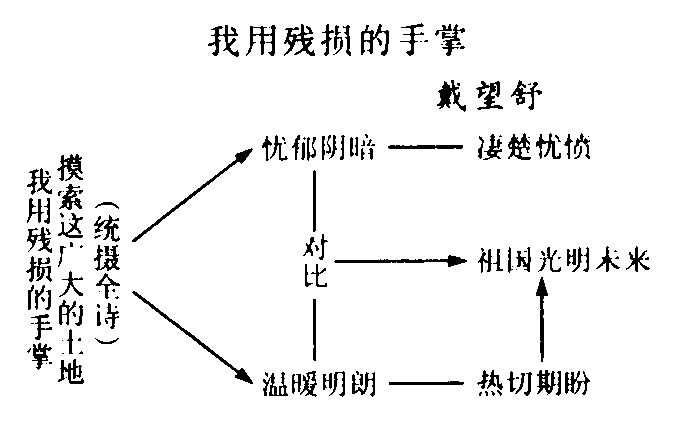 我用残损的手掌
戴望舒
忧郁阴暗
凄楚忧愤
我用残损的手掌
摸索这广大的土地
(统摄全诗)
对比
祖国光明未来
温暖明朗
热切期盼